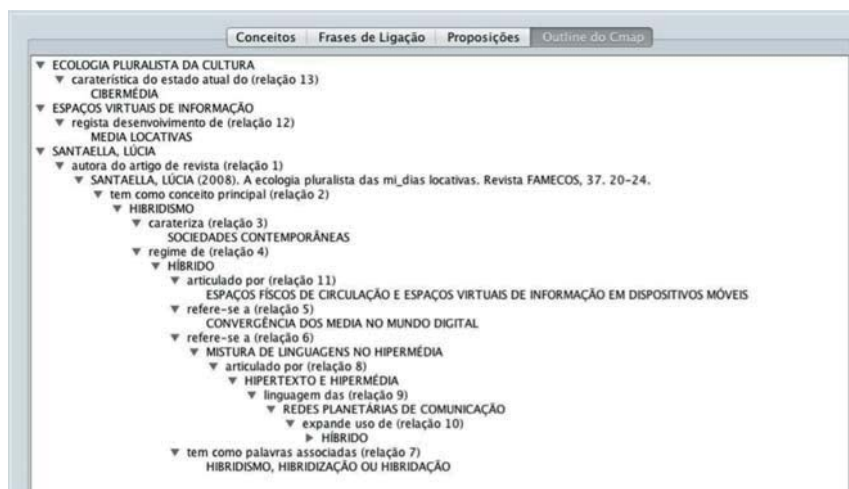 Conceitos Frases de Ligação Proposições Outline do Cmap
ECOLOGIA PLURALISTA DA CULTURA
caraterística do estado atual do (relação 13)
CIBERMÉDIA
ESPAÇOS VIRTUAIS DE INFORMAÇÃO
regista desenvoivimento de (relação 12)
MEDIA LOCATIVAS
SANTAELLA, LÚCIA
autora do artigo de revista (relação 1)
SANTAELLA, LÚCIA (2008). A ecologia pluralista das mi_dias locativas. Revista FAMECOS, 37. 20-24.
tem como conceito principal (relação 2)
HIBRIDISMO
carateriza (relação 3)
SOCIEDADES CONTEMPORÂNEAS
regime de (relação 4)
HÍBRIDO
articulado por (relação 11)
ESPAÇOS FÍSCOS DE CIRCULAÇÃO E ESPAÇOS VIRTUAIS DE INFORMAÇÃO EM DISPOSITIVOS MÓVEIS
refere-se a (relação 5)
CONVERGÊNCIA DOS MEDIA NO MUNDO DIGITAL
refere-se a (relação 6)
MISTURA DE LINGUAGENS NO HIPERMÉDIA
articulado por (relação 8)
HIPERTEXTO E HIPERMÉDIA
linguagem das (relação 9)
REDES PLANETÁRIAS DE COMUNICAÇÃO
expande uso de (relação 10)
HÍBRIDO
tem como palavras associadas (relação 7)
HIBRIDISMO, HIBRIDIZAÇÃO OU HIBRIDAÇÃO